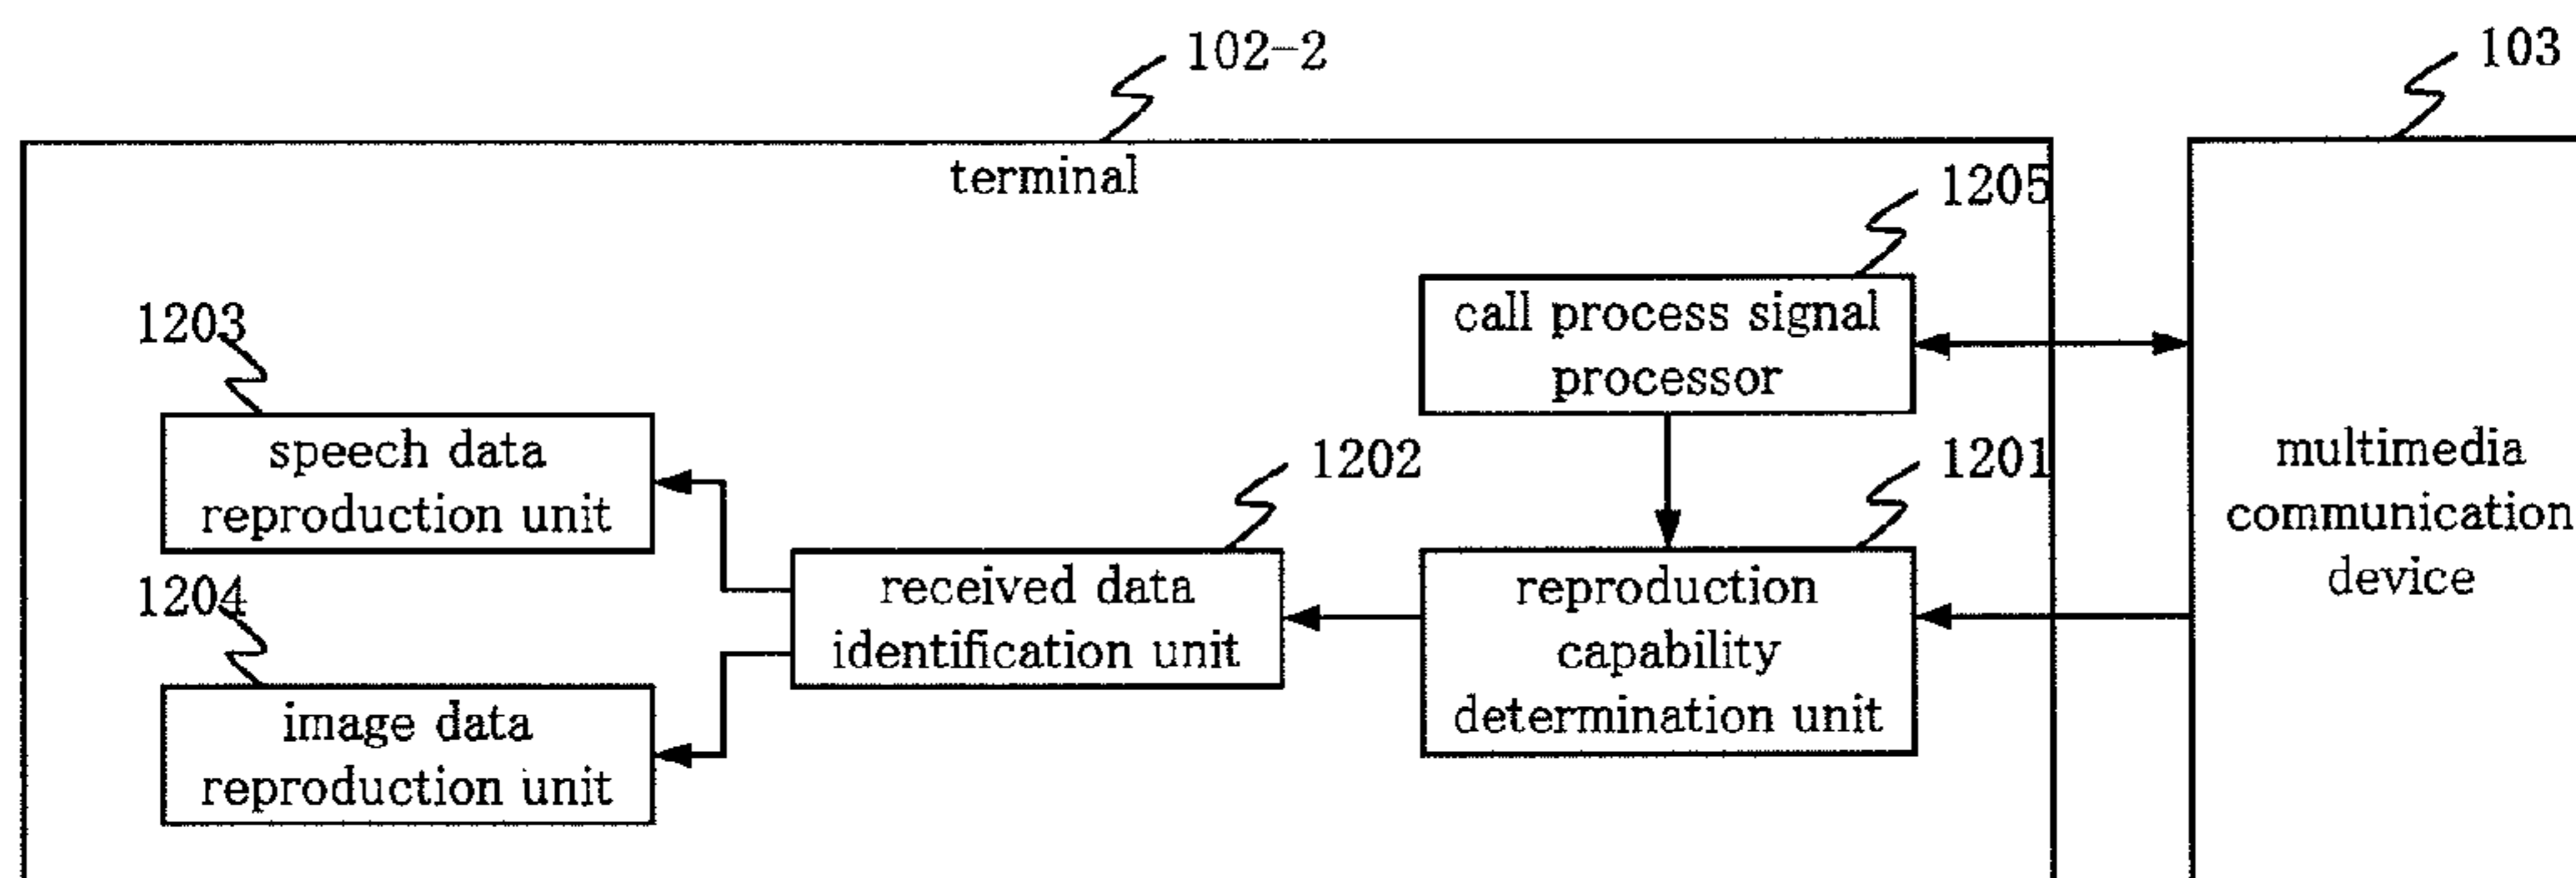 102-2
103
terminal
1205
call process signal
processor
1203
speech data
reproduction unit
1202
1201
multimedia
communication
device
received data
identification unit
reproduction
capability
determination unit
1204
image data
reproduction unit